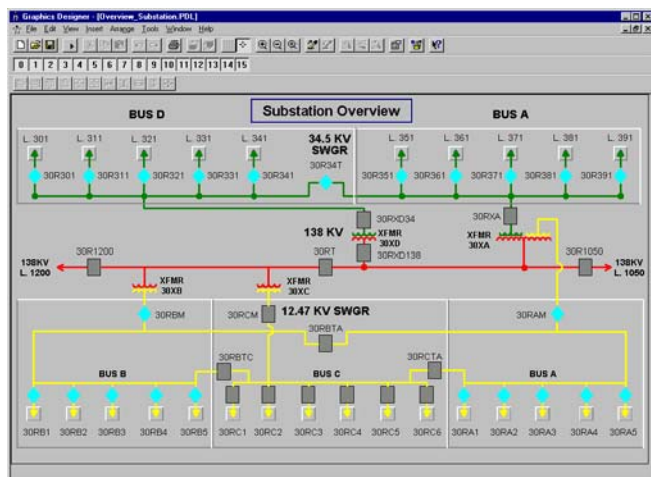 Graphics Designer - [Overview_Substation.PDL]
File Edit View Insert Arrange Tools Window Help
0 1 2 3 4 5 6 7 8 9 10 11 12 13 14 15
BUS D
Substation Overview
BUS A
L. 301 L. 311 L. 321 L. 331 L. 341
34.5 KV
SWGR
L. 351 L. 361 L. 371 L. 381 L. 391
30R34T
30R301 30R311 30R321 30R331 30R341
30R351 30R361 30R371 30R381 30R391
30RXD34
30RXA
138 KV
XFMR
30XD
XFMR
30XA
30R1200
30RT
30RXD138
30R1050
138KV
L. 1200
138KV
L. 1050
XFMR
30XB
XFMR
30XC
30RBM
30RCM
12.47 KV SWGR
30RAM
30RBTA
30RBTC
30RCTA
BUS B
BUS C
BUS A
30RB1 30RB2 30RB3 30RB4 30RB5
30RC1 30RC2 30RC3 30RC4 30RC5 30RC6
30RA1 30RA2 30RA3 30RA4 30RA5